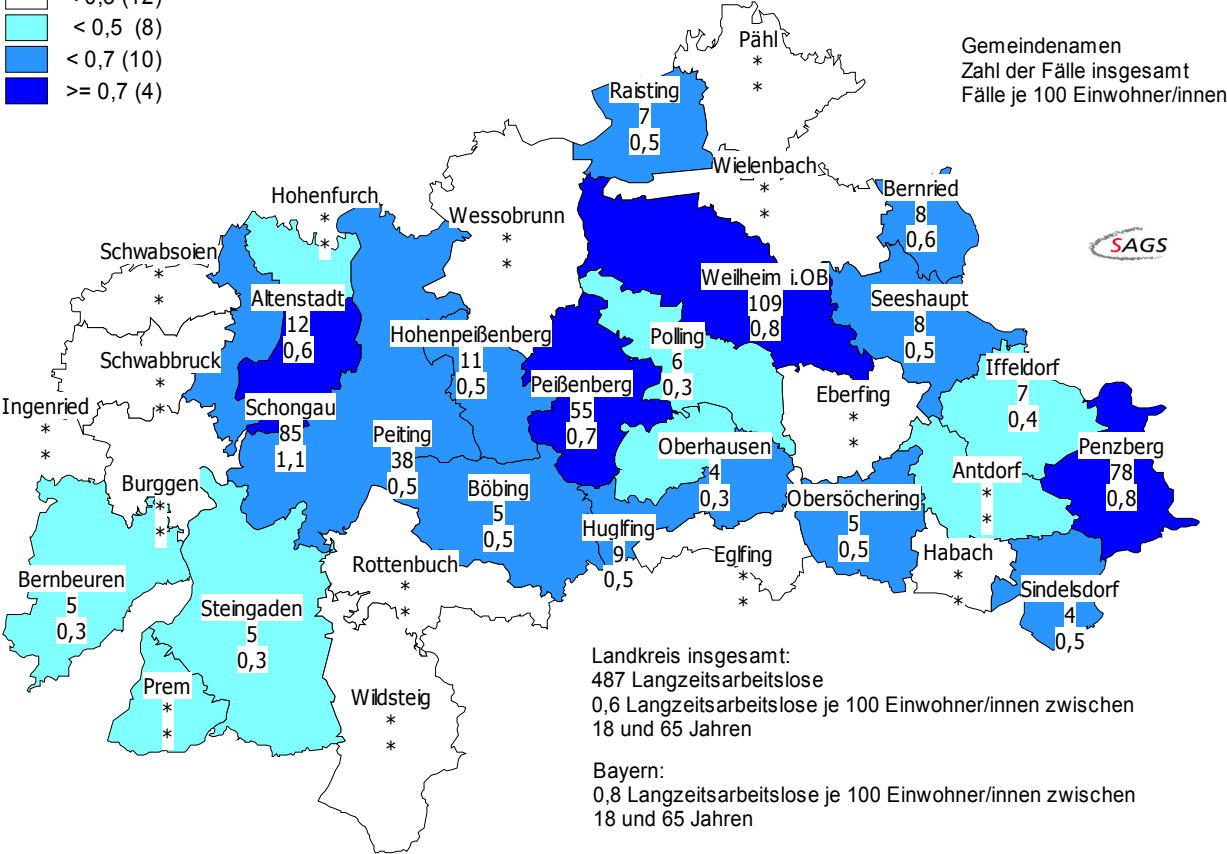 < 0,5 (8)
< 0,7 (10)
>= 0,7 (4)
Gemeindenamen
Zahl der Fälle insgesamt
Fälle je 100 Einwohner/innen
Pähl
*
*
Raisting
7
0,5
Wielenbach
*
*
Bernried
8
0,6
SAGS
Hohenfurch
*
*
Wessobrunn
*
*
Schwabsoien
*
*
Altenstadt
12
0,6
Weilheim i.OB
109
0,8
Seeshaupt
8
0,5
Hohenpeißenberg
11
0,5
Polling
6
0,3
Schwabbruck
*
*
Iffeldorf
7
0,4
Peißenberg
55
0,7
Eberfing
*
*
Ingenried
*
*
Schongau
85
1,1
Peiting
38
0,5
Oberhausen
4
0,3
Penzberg
78
0,8
Antdorf
*
*
Burggen
*
*
Böbing
5
0,5
Obersöchering
5
0,5
Huglfing
9
0,5
Eglfing
*
*
Habach
*
*
Rottenbuch
*
*
Bernbeuren
5
0,3
Steingaden
5
0,3
Sindelsdorf
4
0,5
Prem
*
*
Wildsteig
*
*
Landkreis insgesamt:
487 Langzeitsarbeitslose
0,6 Langzeitsarbeitslose je 100 Einwohner/innen zwischen
18 und 65 Jahren
Bayern:
0,8 Langzeitsarbeitslose je 100 Einwohner/innen zwischen
18 und 65 Jahren